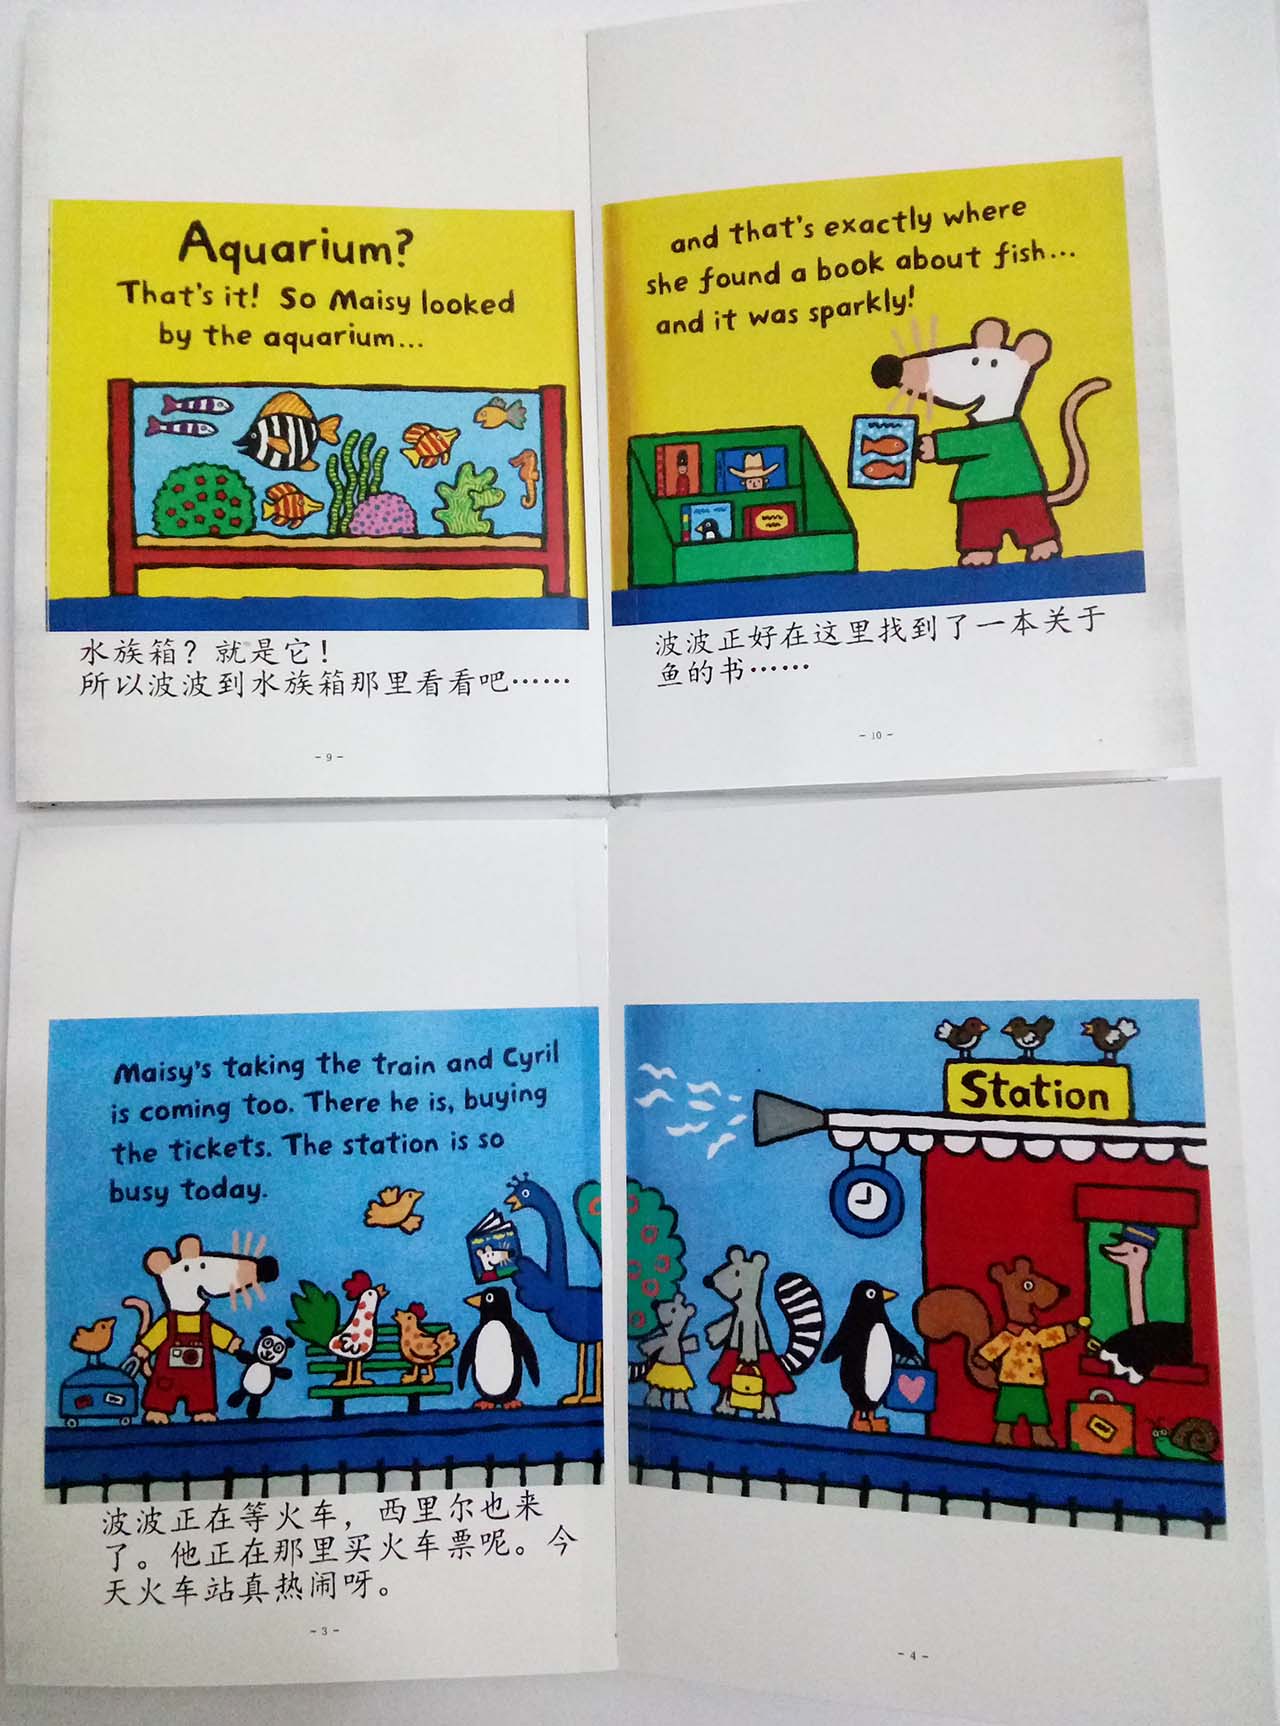 Aquarium?
That's it! So Maisy looked
by the aquarium...
水族箱？就是它！
所以波波到水族箱那里看看吧……
- 9 -
and that's exactly where
she found a book about fish...
and it was sparkly!
波波正好在这里找到了一本关于
鱼的书……
- 10 -
Maisy's taking the train and Cyril
is coming too. There he is, buying
the tickets. The station is so
busy today.
波波正在等火车，西里尔也来
了。他正在那里买火车票呢。今
天火车站真热闹呀。
- 3 -
Station
- 4 -